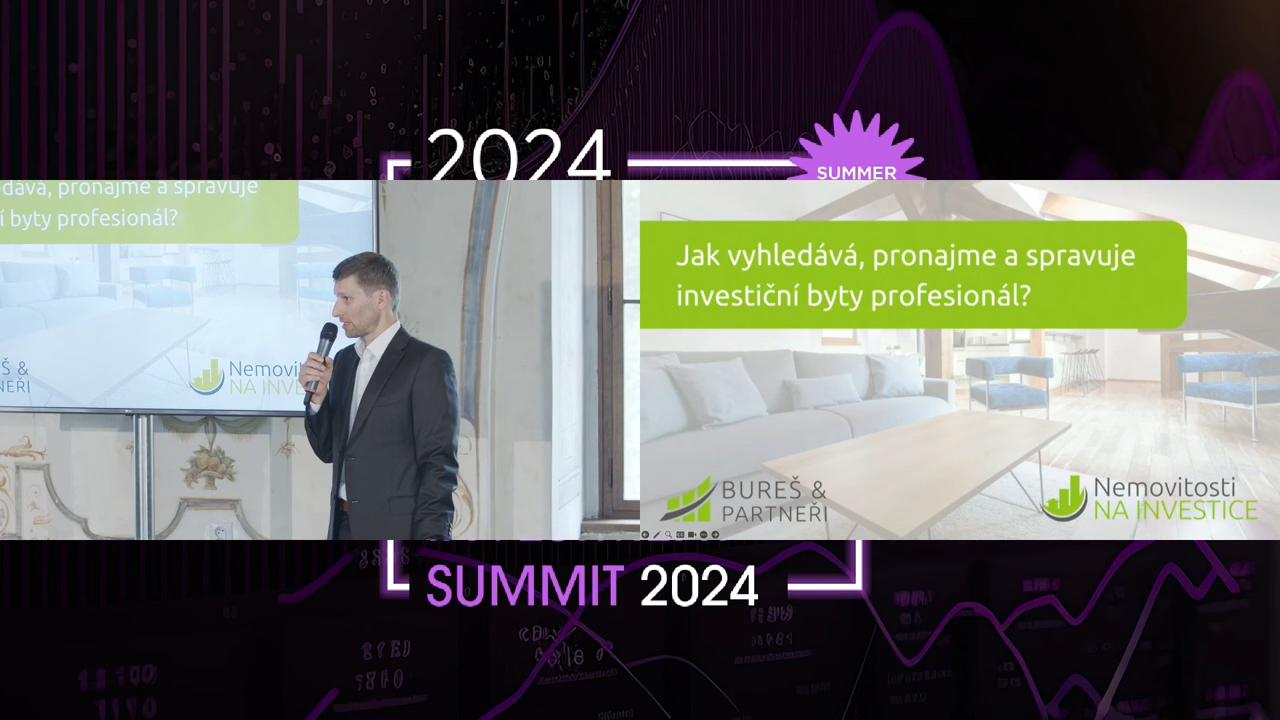 2024
SUMMER
dává, pronajme a spravuje
í byty profesionál?
Š &
NEŘI
Nemovit
NA INVE
Jak vyhledává, pronajme a spravuje
investiční byty profesionál?
BUREŠ &
PARTNEŘI
Nemovitosti
NA INVESTICE
SUMMIT 2024